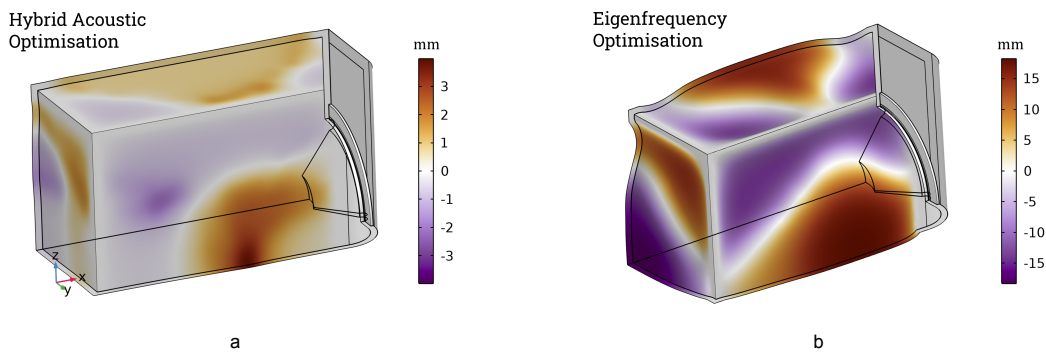 Hybrid Acoustic
Optimisation
mm
3
2
1
0
-1
-2
-3
z
x
y
a
Eigenfrequency
Optimisation
mm
15
10
5
0
-5
-10
-15
b